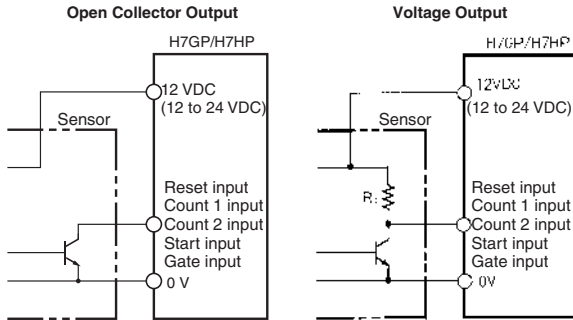 Open Collector Output
H7GP/H7HP
12 VDC
(12 to 24 VDC)
Sensor
Reset input
Count 1 input
Count 2 input
Start input
Gate input
0 V
Voltage Output
H7GP/H7HP
12VDC
(12 to 24 VDC)
Sensor
Reset input
Count 1 input
Count 2 input
Start input
Gate input
0V